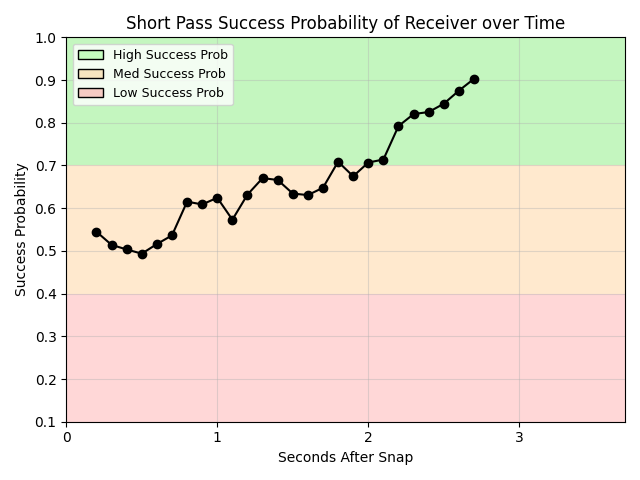 Short Pass Success Probability of Receiver over Time
High Success Prob
Med Success Prob
Low Success Prob
Success Probability
1.0
0.9
0.8
0.7
0.6
0.5
0.4
0.3
0.2
0.1
0 1 2 3
Seconds After Snap